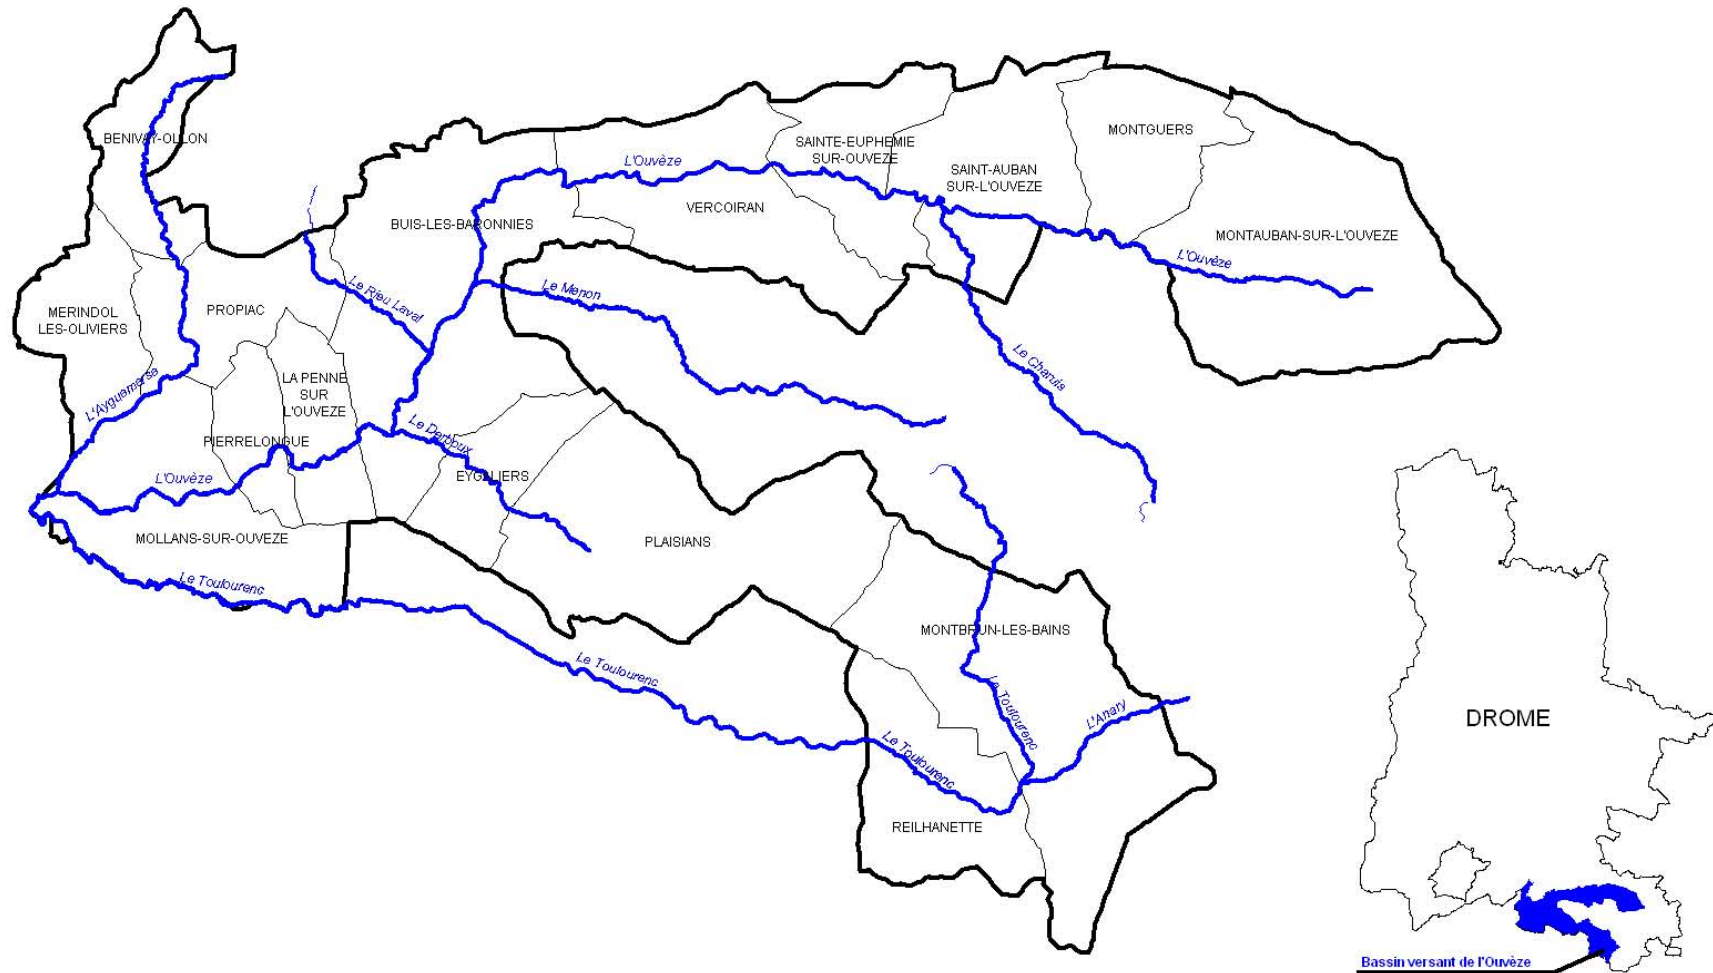 BENIVAY-OLLON
MONTGUERS
SAINTE-EUPHEMIE
SUR-OUVEZE
L'Ouvèze
SAINT-AUBAN
SUR-L'OUVEZE
VERCOIRAN
BUIS-LES-BARONNIES
MONTAUBAN-SUR-L'OUVEZE
L'Ouvèze
Le Menon
Le Rieu Laval
MERINDOL
LES-OLIVIERS
PROPIAC
Le Charuis
LA PENNE
SUR
L'OUVEZE
L'Ayguemarse
Le Derboux
PIERRELONGUE
EYGALIERS
L'Ouvèze
MOLLANS-SUR-OUVEZE
PLAISIANS
Le Toulourenc
MONTBRUN-LES-BAINS
Le Toulourenc
Le Toulourenc
L'Anary
DROME
Le Toulourenc
REILHANETTE
Bassin versant de l'Ouvèze